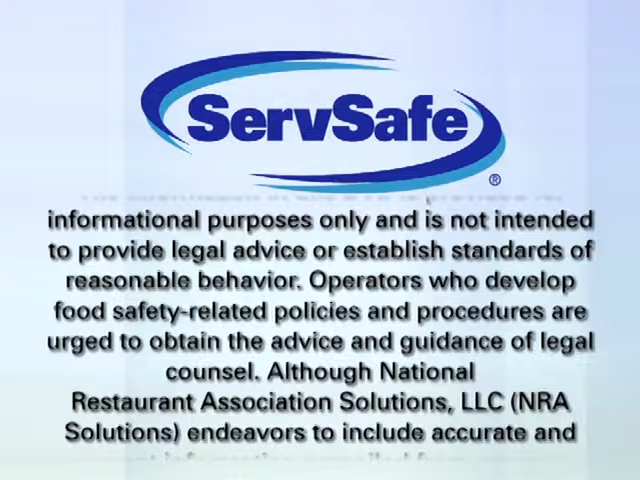 ServSafe
®
informational purposes only and is not intended
to provide legal advice or establish standards of
reasonable behavior. Operators who develop
food safety-related policies and procedures are
urged to obtain the advice and guidance of legal
counsel. Although National
Restaurant Association Solutions, LLC (NRA
Solutions) endeavors to include accurate and